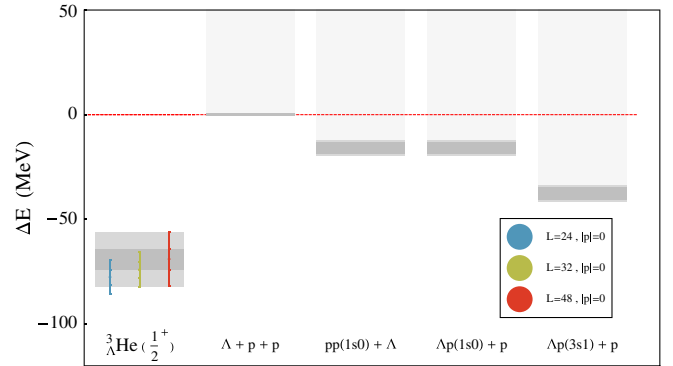 50
0
−50
−100
ΔE (MeV)
L=24 , |p|=0
L=32 , |p|=0
L=48 , |p|=0
³ΛHe (1/2⁺)
Λ + p + p
pp(1s0) + Λ
Λp(1s0) + p
Λp(3s1) + p